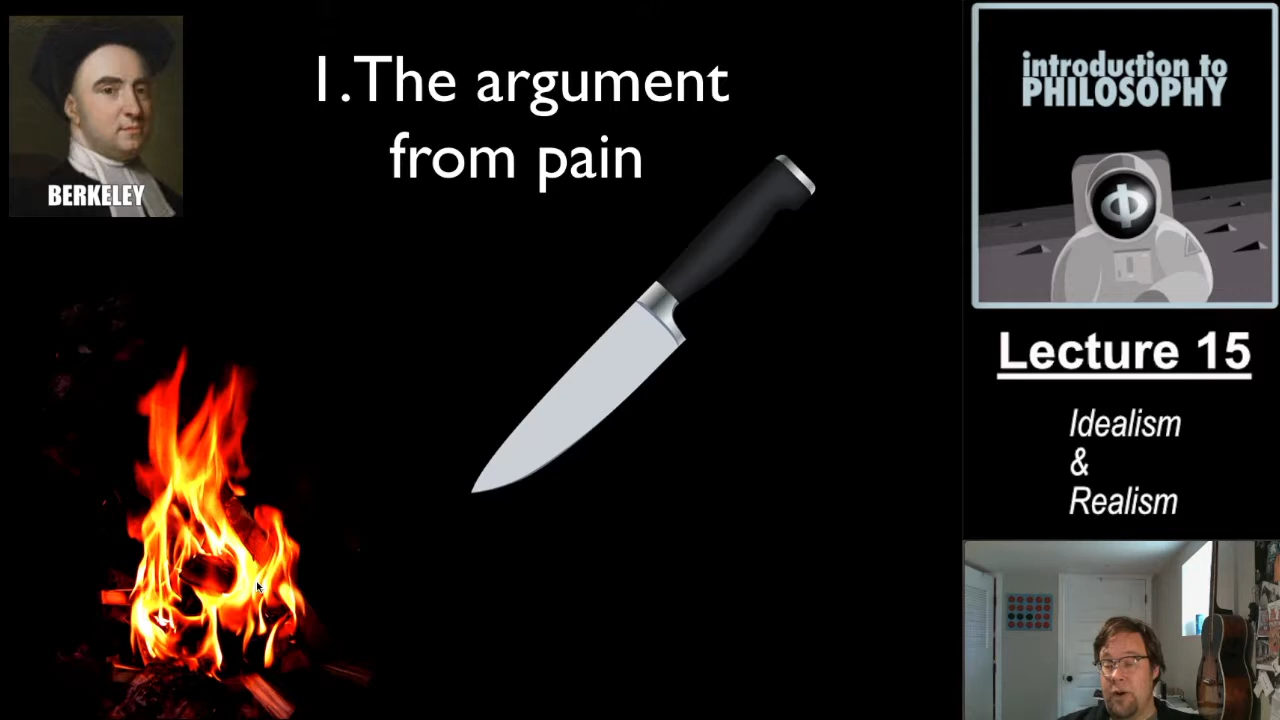 1.The argument
from pain
BERKELEY
introduction to
PHILOSOPHY
Φ
Lecture 15
Idealism
&
Realism